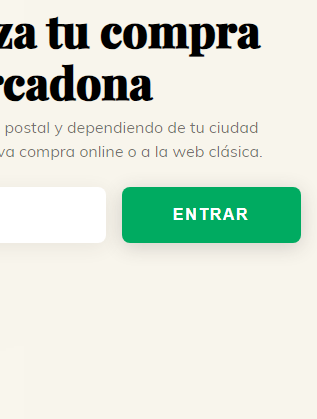 za tu compra
rcadona
postal y dependiendo de tu ciudad
va compra online o a la web clásica.
ENTRAR